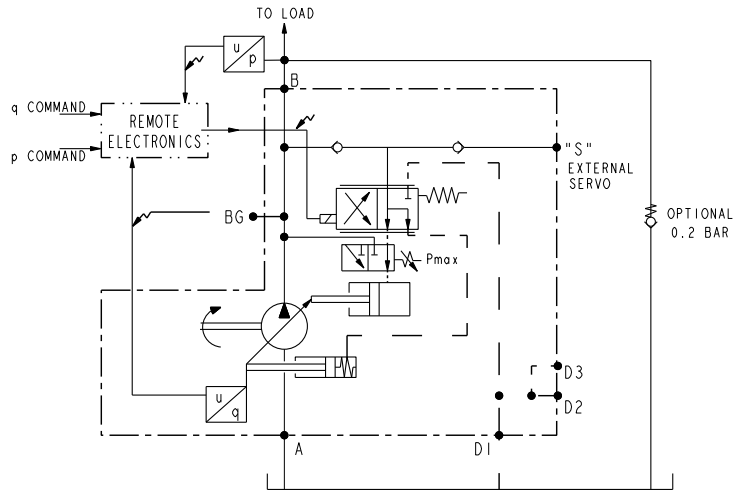 TO LOAD
u
p
B
q COMMAND
REMOTE
ELECTRONICS
p COMMAND
"S"
EXTERNAL
SERVO
BG
OPTIONAL
0.2 BAR
Pmax
D3
u
q
D2
A
D1